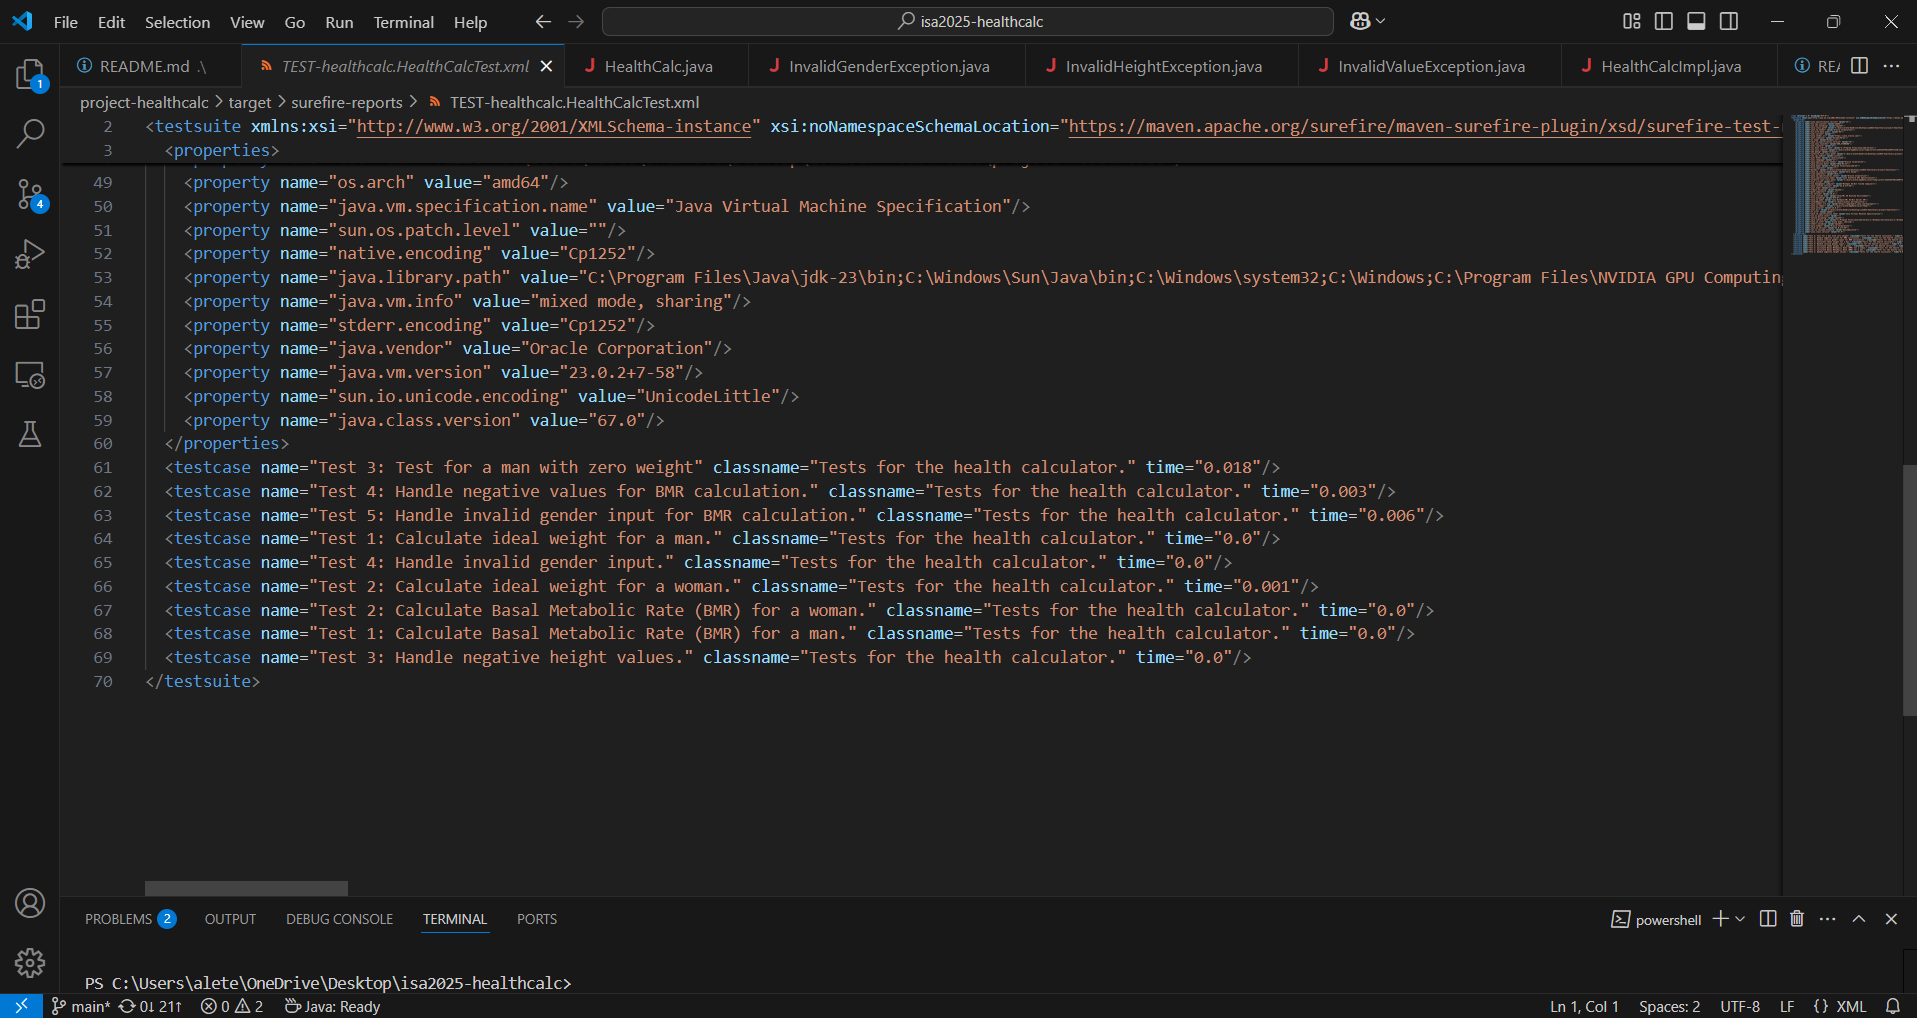 File Edit Selection View Go Run Terminal Help isa2025-healthcalc
README.md .\ TEST-healthcalc.HealthCalcTest.xml HealthCalc.java InvalidGenderException.java InvalidHeightException.java InvalidValueException.java HealthCalcImpl.java REA
project-healthcalc > target > surefire-reports > TEST-healthcalc.HealthCalcTest.xml
2 <testsuite xmlns:xsi="http://www.w3.org/2001/XMLSchema-instance" xsi:noNamespaceSchemaLocation="https://maven.apache.org/surefire/maven-surefire-plugin/xsd/surefire-test-
3 <properties>
49 <property name="os.arch" value="amd64"/>
50 <property name="java.vm.specification.name" value="Java Virtual Machine Specification"/>
51 <property name="sun.os.patch.level" value=""/>
52 <property name="native.encoding" value="Cp1252"/>
53 <property name="java.library.path" value="C:\Program Files\Java\jdk-23\bin;C:\Windows\Sun\Java\bin;C:\Windows\system32;C:\Windows;C:\Program Files\NVIDIA GPU Computing
54 <property name="java.vm.info" value="mixed mode, sharing"/>
55 <property name="stderr.encoding" value="Cp1252"/>
56 <property name="java.vendor" value="Oracle Corporation"/>
57 <property name="java.vm.version" value="23.0.2+7-58"/>
58 <property name="sun.io.unicode.encoding" value="UnicodeLittle"/>
59 <property name="java.class.version" value="67.0"/>
60 </properties>
61 <testcase name="Test 3: Test for a man with zero weight" classname="Tests for the health calculator." time="0.018"/>
62 <testcase name="Test 4: Handle negative values for BMR calculation." classname="Tests for the health calculator." time="0.003"/>
63 <testcase name="Test 5: Handle invalid gender input for BMR calculation." classname="Tests for the health calculator." time="0.006"/>
64 <testcase name="Test 1: Calculate ideal weight for a man." classname="Tests for the health calculator." time="0.0"/>
65 <testcase name="Test 4: Handle invalid gender input." classname="Tests for the health calculator." time="0.0"/>
66 <testcase name="Test 2: Calculate ideal weight for a woman." classname="Tests for the health calculator." time="0.001"/>
67 <testcase name="Test 2: Calculate Basal Metabolic Rate (BMR) for a woman." classname="Tests for the health calculator." time="0.0"/>
68 <testcase name="Test 1: Calculate Basal Metabolic Rate (BMR) for a man." classname="Tests for the health calculator." time="0.0"/>
69 <testcase name="Test 3: Handle negative height values." classname="Tests for the health calculator." time="0.0"/>
70 </testsuite>
1
4
PROBLEMS 2 OUTPUT DEBUG CONSOLE TERMINAL PORTS powershell
PS C:\Users\alete\OneDrive\Desktop\isa2025-healthcalc>
main* 0↓ 21↑ 0 2 Java: Ready Ln 1, Col 1 Spaces: 2 UTF-8 LF {} XML